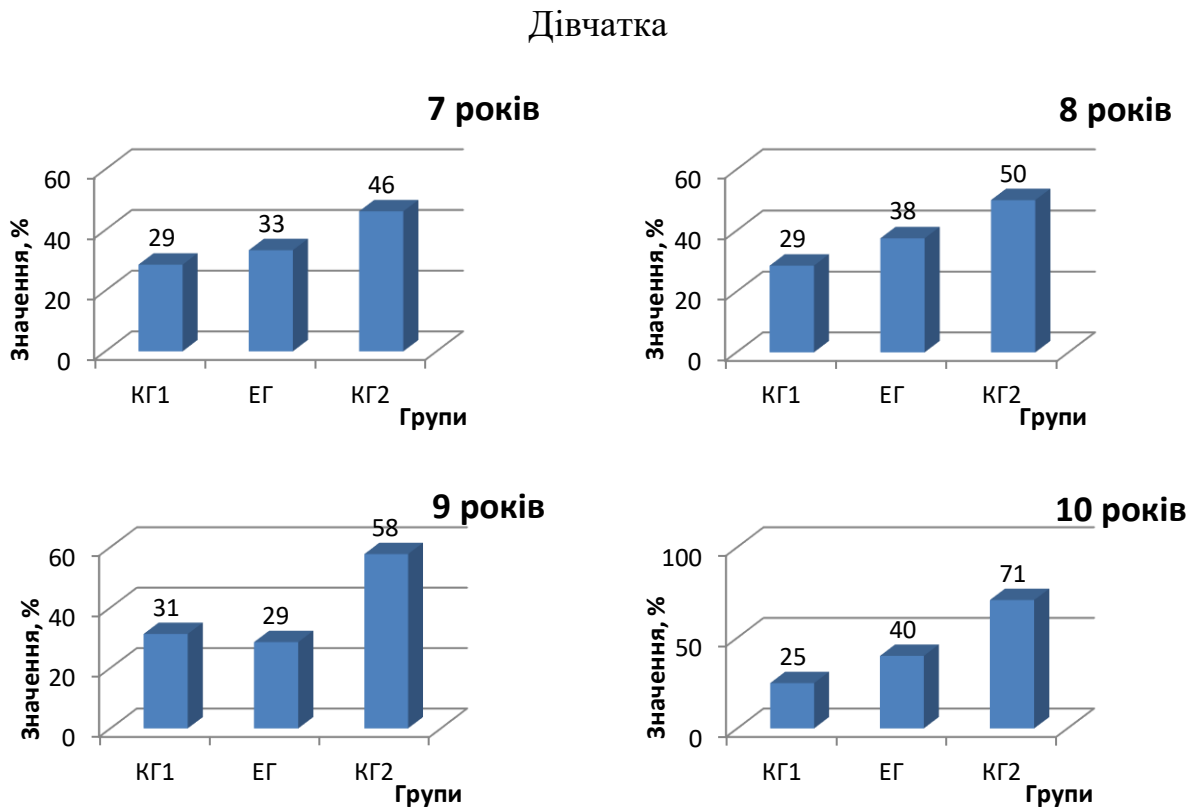 Дівчатка
7 років
Значення, %
60
40
20
0
29
33
46
КГ1 ЕГ КГ2
Групи
8 років
Значення, %
60
40
20
0
29
38
50
КГ1 ЕГ КГ2
Групи
9 років
Значення, %
60
40
20
0
31
29
58
КГ1 ЕГ КГ2
Групи
10 років
Значення, %
100
50
0
25
40
71
КГ1 ЕГ КГ2
Групи